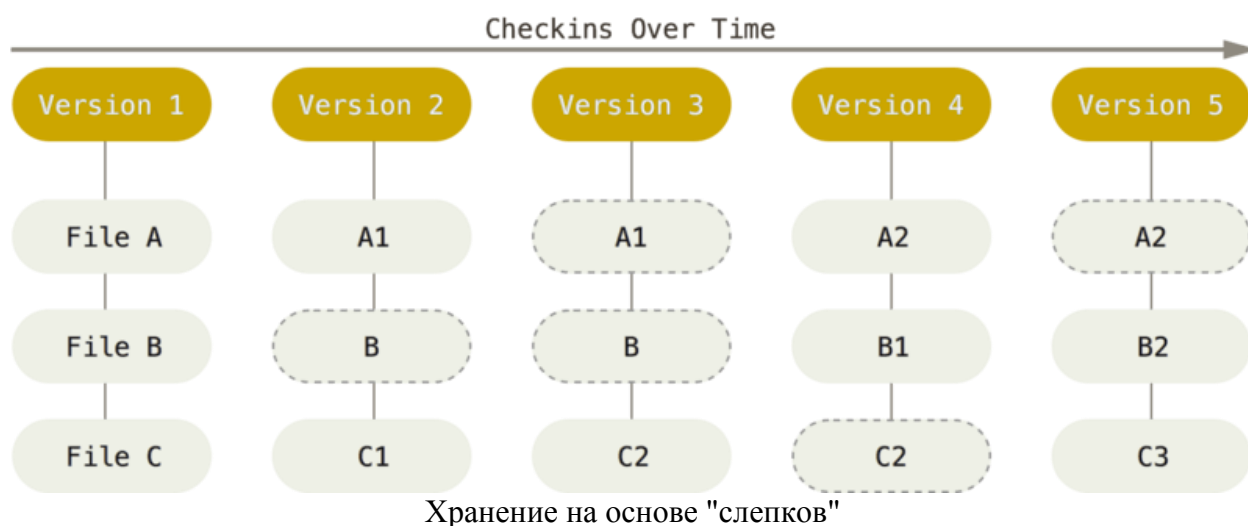 Checkins Over Time
Version 1 Version 2 Version 3 Version 4 Version 5
File A A1 A1 A2 A2
File B B B B1 B2
File C C1 C2 C2 C3
Хранение на основе "слепков"